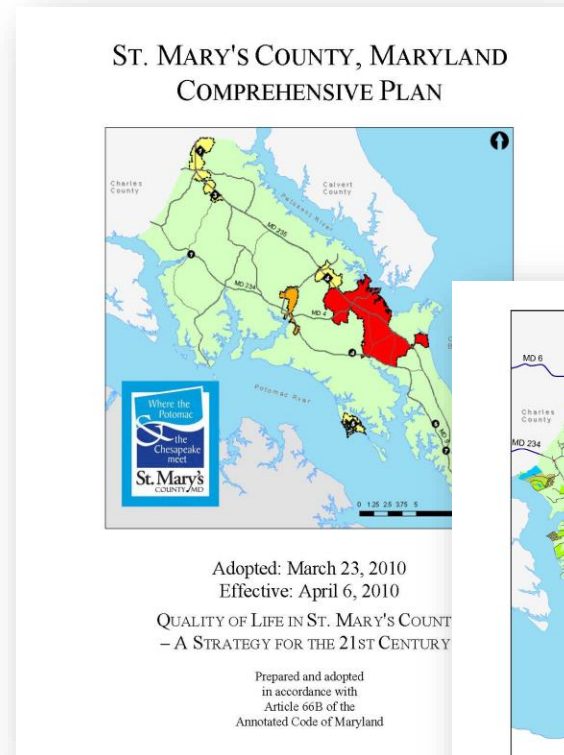 ST. MARY'S COUNTY, MARYLAND
COMPREHENSIVE PLAN
Charles
County
Calvert
County
Patuxent River
MD 235
MD 234
MD 4
Potomac River
MD 5
Where the
Potomac
&
the
Chesapeake
meet
St. Mary's
COUNTY, MD
0 1.25 2.5 3.75 5
Adopted: March 23, 2010
Effective: April 6, 2010
QUALITY OF LIFE IN ST. MARY'S COUNT
– A STRATEGY FOR THE 21ST CENTURY
Prepared and adopted
in accordance with
Article 66B of the
Annotated Code of Maryland
MD 6
Charles
County
MD 234